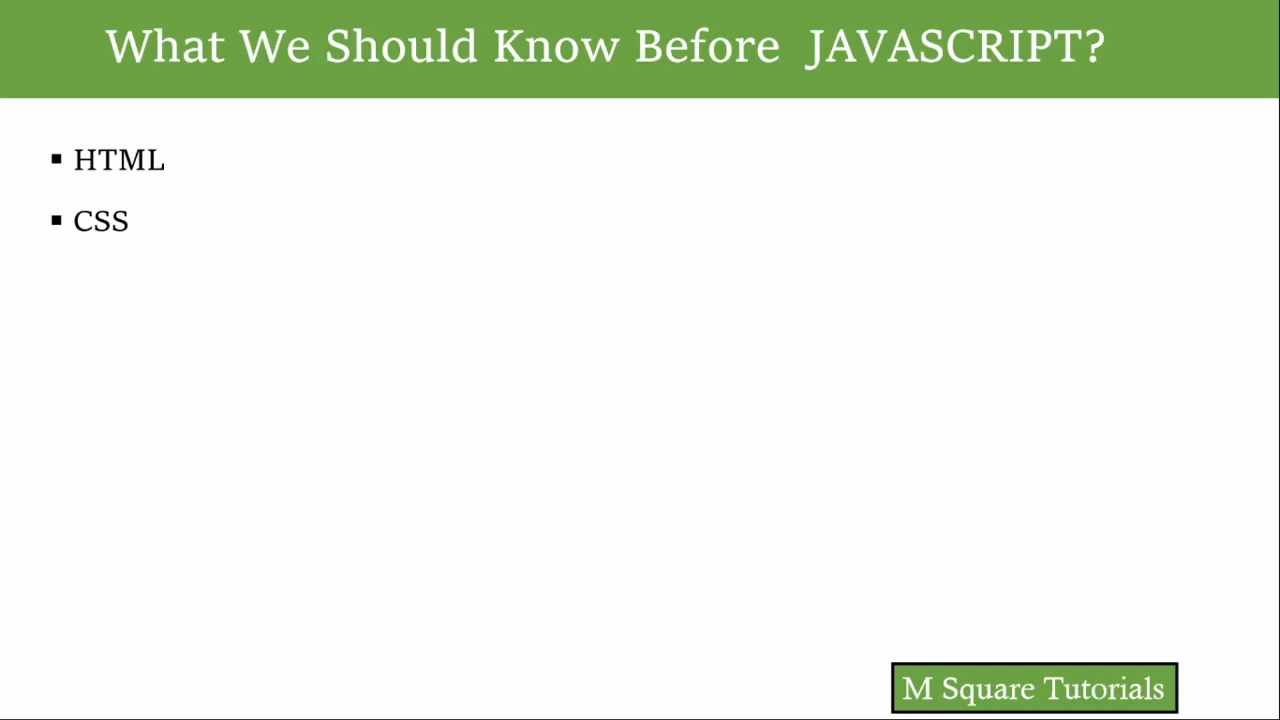 What We Should Know Before JAVASCRIPT?
▪ HTML
▪ CSS
M Square Tutorials